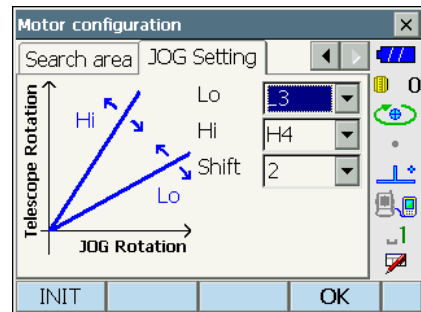 Motor configuration
Search area
JOG Setting
0
Telescope Rotation
Hi
Lo
JOG Rotation
Lo L3
Hi H4
Shift 2
1
INIT
OK